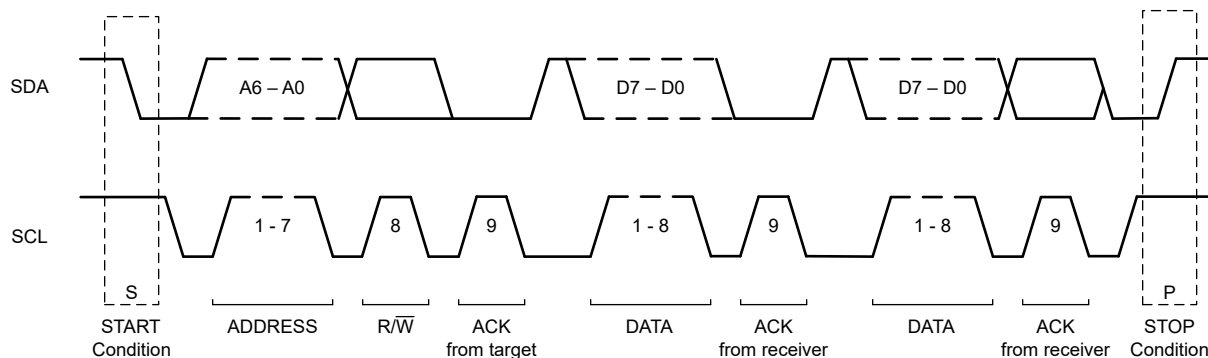 SDA
A6 – A0
D7 – D0
D7 – D0
SCL
1 - 7
8
9
1 - 8
9
1 - 8
9
S
P
START
Condition
ADDRESS
R/W̅
ACK
from target
DATA
ACK
from receiver
DATA
ACK
from receiver
STOP
Condition